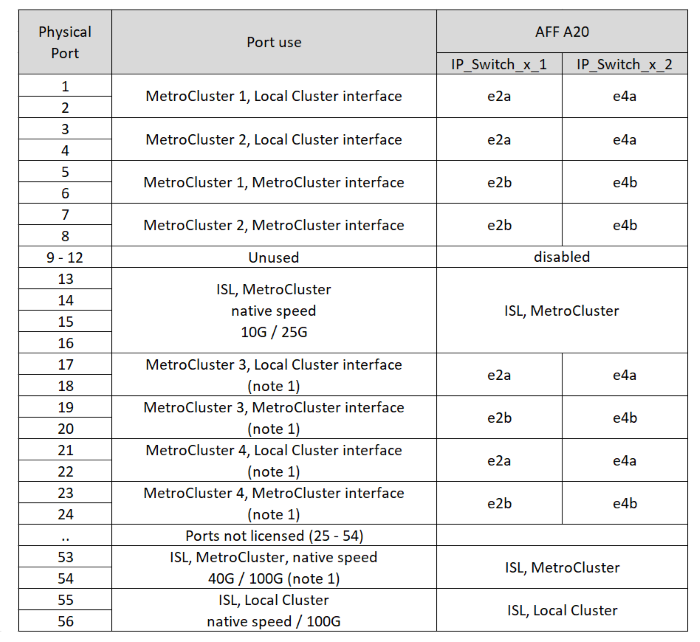 Physical Port Port use AFF A20
IP_Switch_x_1 IP_Switch_x_2
1
MetroCluster 1, Local Cluster interface e2a e4a
2
3
MetroCluster 2, Local Cluster interface e2a e4a
4
5
MetroCluster 1, MetroCluster interface e2b e4b
6
7
MetroCluster 2, MetroCluster interface e2b e4b
8
9 - 12 Unused disabled
13
ISL, MetroCluster
14
native speed
ISL, MetroCluster
15
10G / 25G
16
17 MetroCluster 3, Local Cluster interface
e2a e4a
18 (note 1)
19 MetroCluster 3, MetroCluster interface
e2b e4b
20 (note 1)
21 MetroCluster 4, Local Cluster interface
e2a e4a
22 (note 1)
23 MetroCluster 4, MetroCluster interface
e2b e4b
24 (note 1)
.. Ports not licensed (25 - 54)
53 ISL, MetroCluster, native speed
ISL, MetroCluster
54 40G / 100G (note 1)
55 ISL, Local Cluster
ISL, Local Cluster
56 native speed / 100G